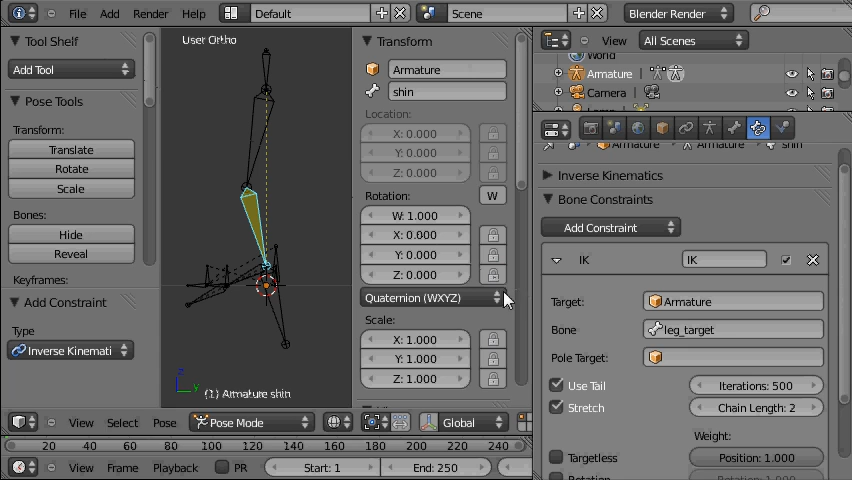 File Add Render Help Default Scene Blender Render
Tool Shelf
Add Tool
Pose Tools
Transform:
Translate
Rotate
Scale
Bones:
Hide
Reveal
Keyframes:
Add Constraint
Type
Inverse Kinemati
User Ortho
z
y
(1) Armature shin
Transform
Armature
shin
Location:
X: 0.000
Y: 0.000
Z: 0.000
Rotation:
W
W: 1.000
X: 0.000
Y: 0.000
Z: 0.000
Quaternion (WXYZ)
Scale:
X: 1.000
Y: 1.000
Z: 1.000
View All Scenes
World
Armature
Camera
Armature Armature shin
Inverse Kinematics
Bone Constraints
Add Constraint
IK IK
Target: Armature
Bone leg_target
Pole Target:
Use Tail Iterations: 500
Stretch Chain Length: 2
Weight:
Targetless Position: 1.000
View Select Pose Pose Mode Global
20 40 60 80 100 120 140 160 180 200 220 240
View Frame Playback PR Start: 1 End: 250